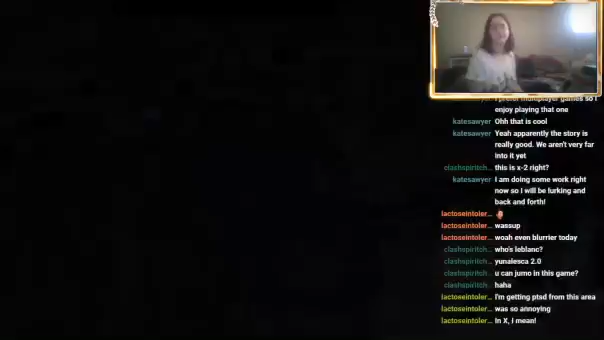 enjoy playing that one
katesawyer Ohh that is cool
katesawyer Yeah apparently the story is
really good. We aren't very far
into it yet
clashspiritch... this is x-2 right?
katesawyer I am doing some work right
now so I will be lurking and
back and forth!
lactoseintoler...
lactoseintoler... wassup
lactoseintoler... woah even blurrier today
clashspiritch... who's leblanc?
clashspiritch... yunalesca 2.0
clashspiritch... u can jumo in this game?
clashspiritch... haha
lactoseintoler... I'm getting ptsd from this area
lactoseintoler... was so annoying
lactoseintoler... In X, I mean!